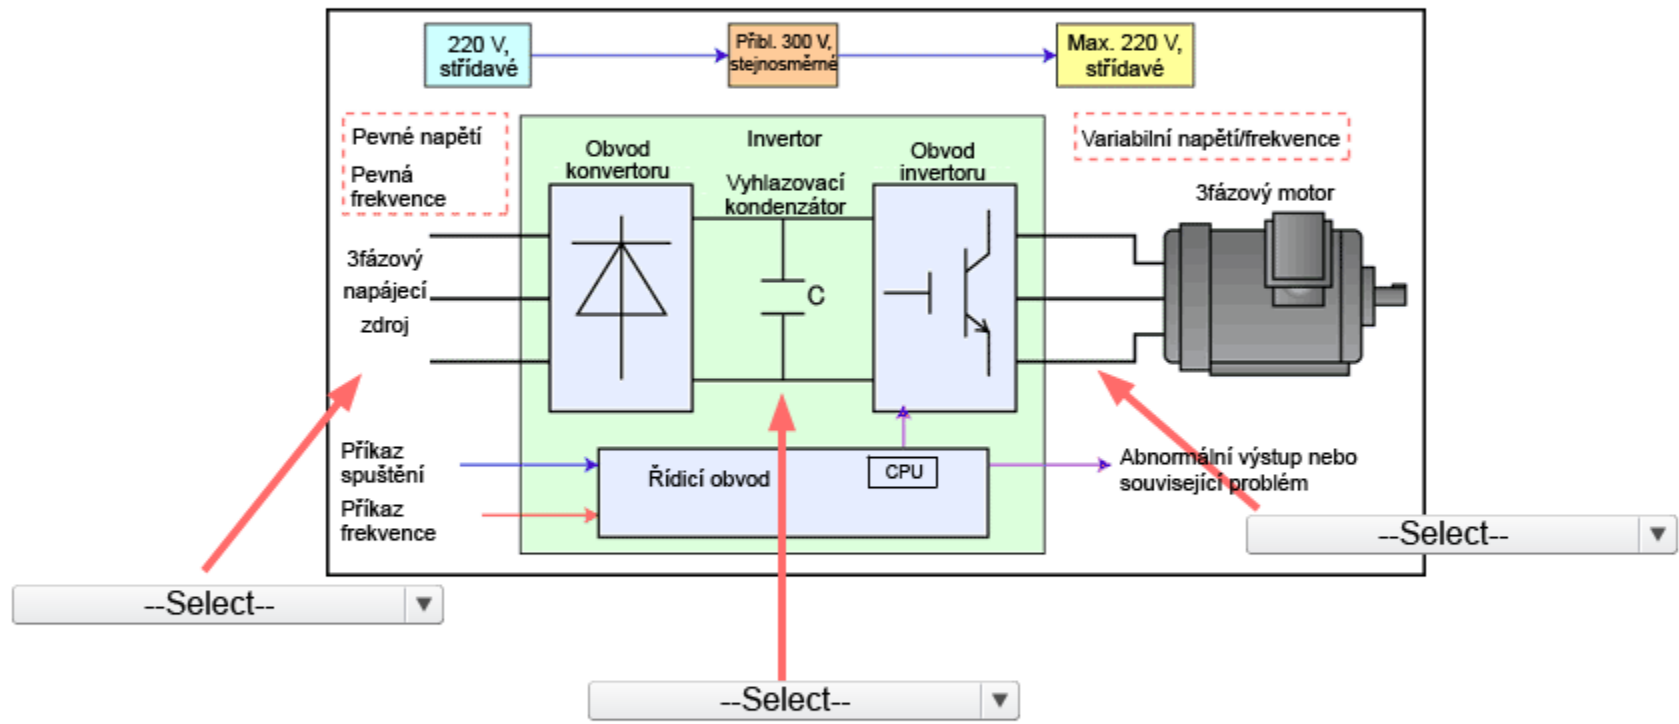 220 V,
střídavé
Přibl. 300 V,
stejnosměrné
Max. 220 V,
střídavé
Pevné napětí
Pevná
frekvence
Invertor
Variabilní napětí/frekvence
Obvod
konvertoru
Vyhlazovací
kondenzátor
Obvod
invertoru
3fázový motor
3fázový
napájecí
zdroj
C
Příkaz
spuštění
Příkaz
frekvence
Řídicí obvod
CPU
Abnormální výstup nebo
související problém
--Select--
--Select--
--Select--